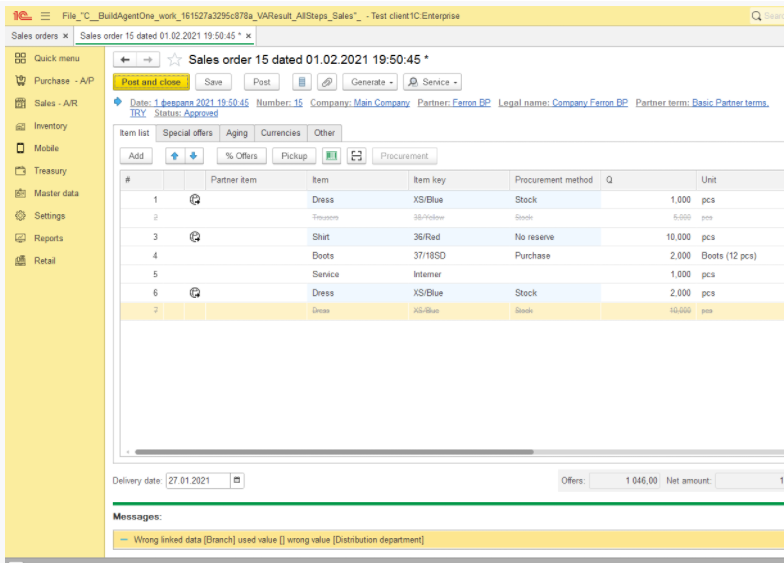 1C File_"C__BuildAgentOne_work_161527a3295c878a_VAResult_AllSteps_Sales"_ - Test client1C:Enterprise
Sales orders × Sales order 15 dated 01.02.2021 19:50:45 * ×
Quick menu
Purchase - A/P
Sales - A/R
Inventory
Mobile
Treasury
Master data
Settings
Reports
Retail
Sales order 15 dated 01.02.2021 19:50:45 *
Post and close Save Post Generate Service
Date: 1 февраля 2021 19:50:45 Number: 15 Company: Main Company Partner: Ferron BP Legal name: Company Ferron BP Partner term: Basic Partner terms,
TRY Status: Approved
Item list Special offers Aging Currencies Other
Add % Offers Pickup Procurement
# Partner item Item Item key Procurement method Q Unit
1 Dress XS/Blue Stock 1,000 pcs
2 Trousers 38/Yellow Stock 5,000 pcs
3 Shirt 36/Red No reserve 10,000 pcs
4 Boots 37/18SD Purchase 2,000 Boots (12 pcs)
5 Service Interner 1,000 pcs
6 Dress XS/Blue Stock 2,000 pcs
7 Dress XS/Blue Stock 10,000 pcs
Delivery date: 27.01.2021 Offers: 1 046,00 Net amount:
Messages:
— Wrong linked data [Branch] used value [] wrong value [Distribution department]